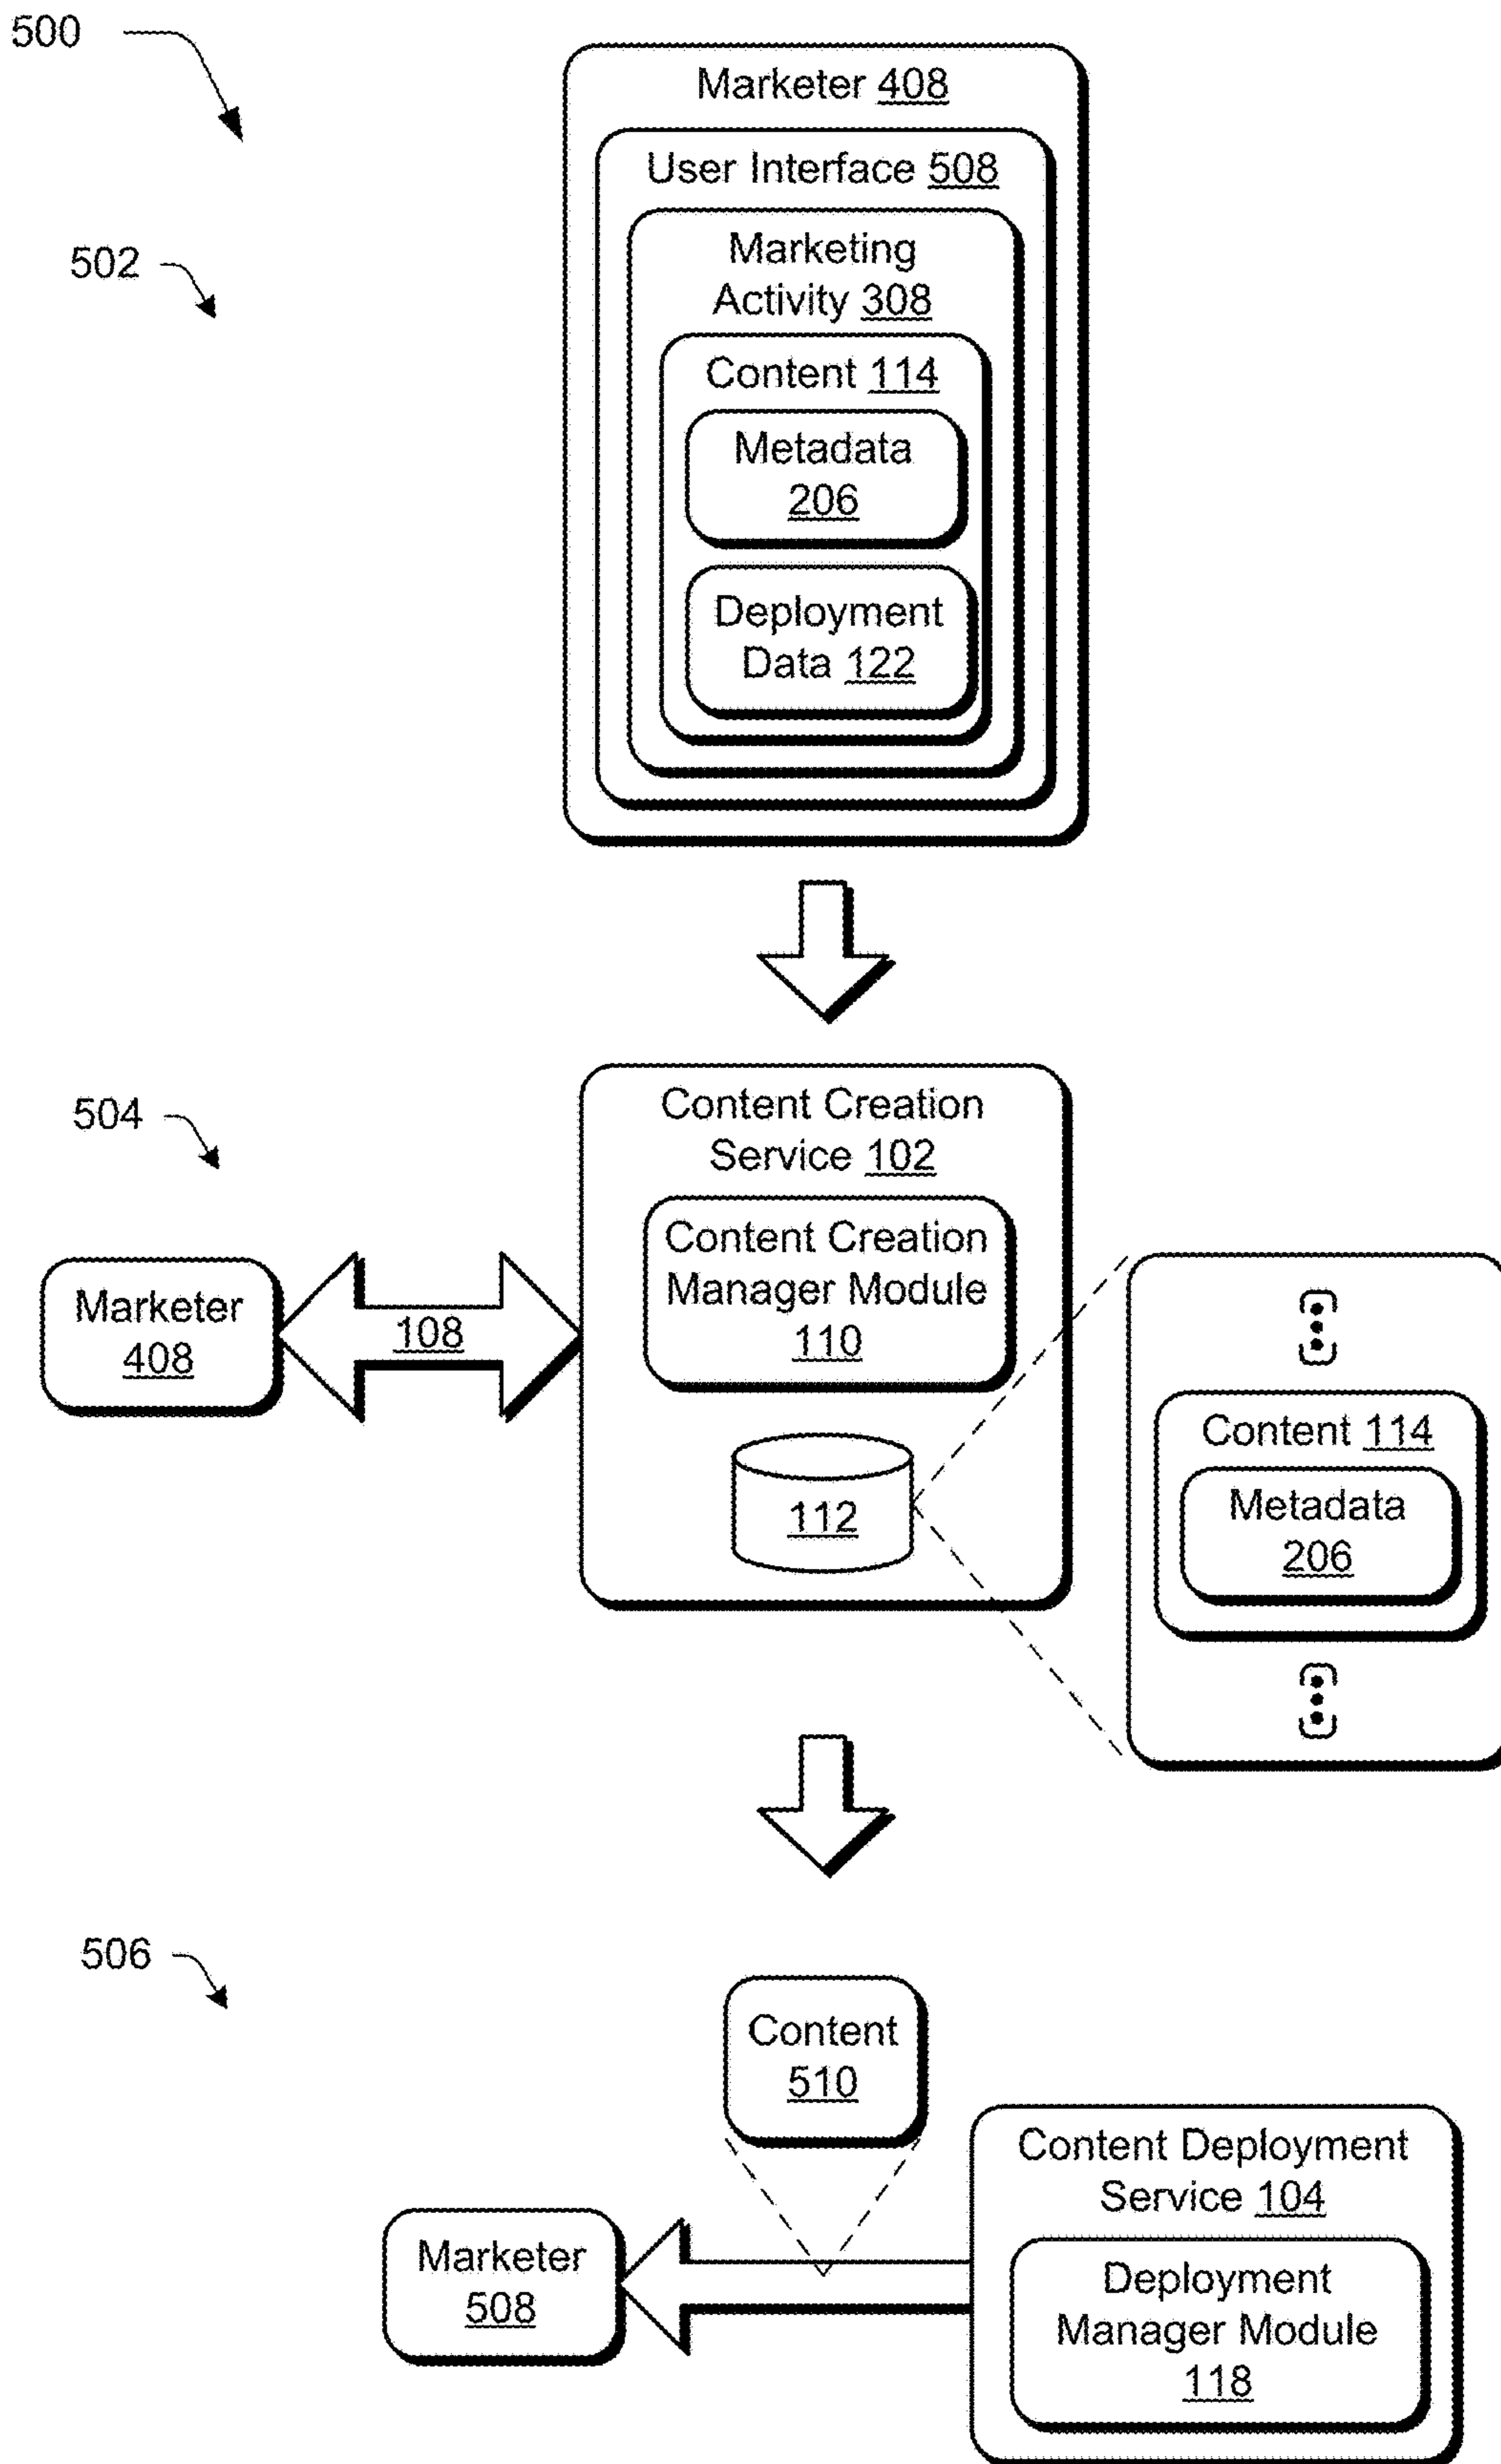 500
Marketer 408
User Interface 508
502
Marketing
Activity 308
Content 114
Metadata
206
Deployment
Data 122
504
Content Creation
Service 102
Content Creation
Manager Module
110
Marketer
408
108
112
Content 114
Metadata
206
506
Content
510
Content Deployment
Service 104
Marketer
508
Deployment
Manager Module
118